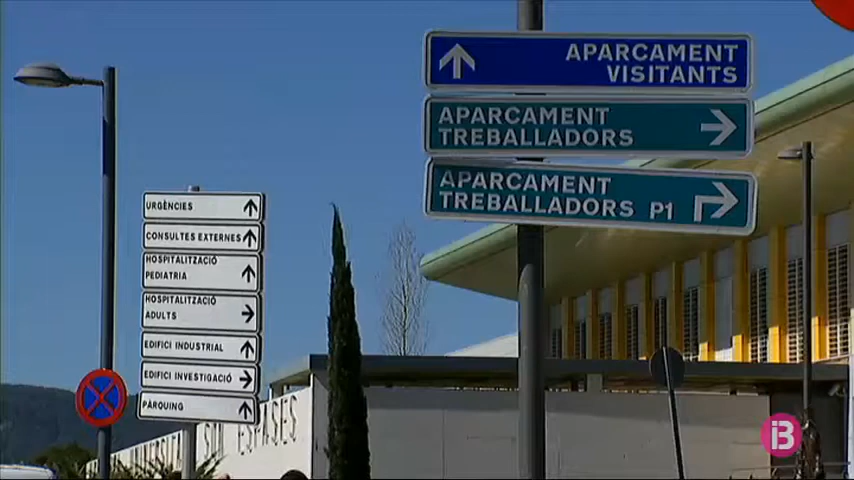 APARCAMENT
VISITANTS
APARCAMENT
TREBALLADORS
APARCAMENT
TREBALLADORS P1
URGÈNCIES
CONSULTES EXTERNES
HOSPITALITZACIÓ
PEDIATRIA
HOSPITALITZACIÓ
ADULTS
EDIFICI INDUSTRIAL
EDIFICI INVESTIGACIÓ
PÀRQUING
SON ESPASES
IB